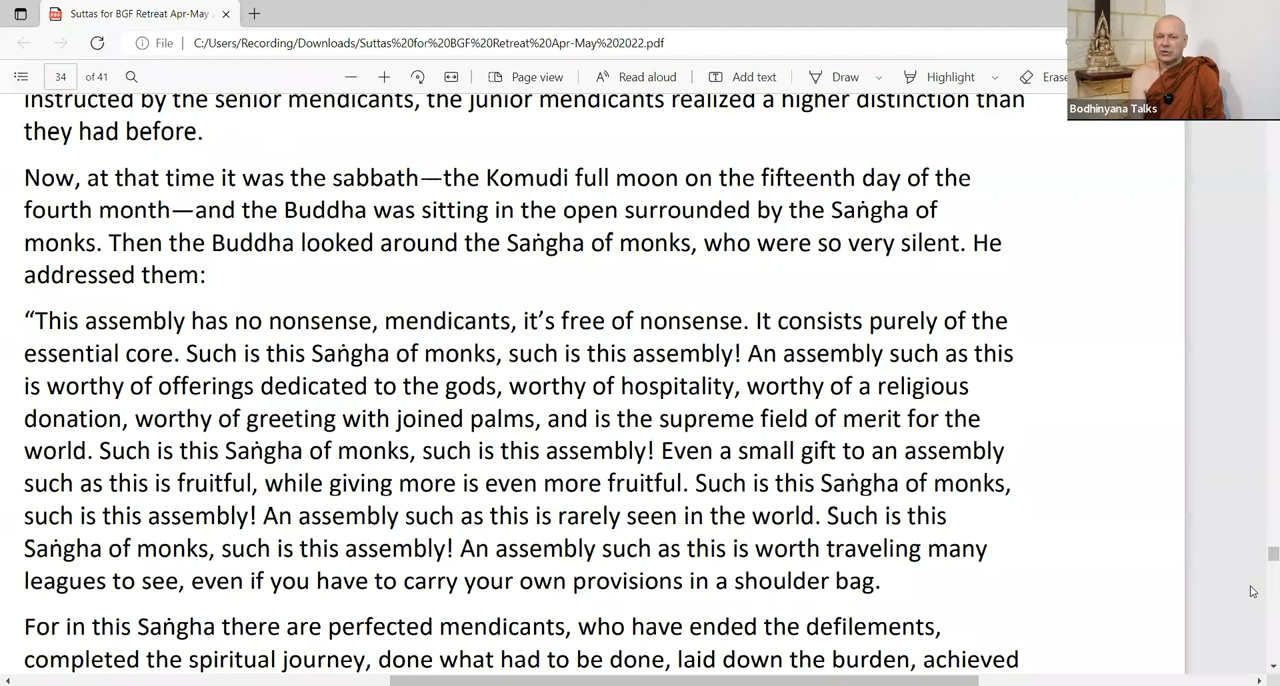 Suttas for BGF Retreat Apr-May
File C:/Users/Recording/Downloads/Suttas%20for%20BGF%20Retreat%20Apr-May%202022.pdf
34 of 41 Page view Read aloud Add text Draw Highlight Erase
Bodhinyana Talks
instructed by the senior mendicants, the junior mendicants realized a higher distinction than
they had before.
Now, at that time it was the sabbath—the Komudi full moon on the fifteenth day of the
fourth month—and the Buddha was sitting in the open surrounded by the Saṅgha of
monks. Then the Buddha looked around the Saṅgha of monks, who were so very silent. He
addressed them:
“This assembly has no nonsense, mendicants, it’s free of nonsense. It consists purely of the
essential core. Such is this Saṅgha of monks, such is this assembly! An assembly such as this
is worthy of offerings dedicated to the gods, worthy of hospitality, worthy of a religious
donation, worthy of greeting with joined palms, and is the supreme field of merit for the
world. Such is this Saṅgha of monks, such is this assembly! Even a small gift to an assembly
such as this is fruitful, while giving more is even more fruitful. Such is this Saṅgha of monks,
such is this assembly! An assembly such as this is rarely seen in the world. Such is this
Saṅgha of monks, such is this assembly! An assembly such as this is worth traveling many
leagues to see, even if you have to carry your own provisions in a shoulder bag.
For in this Saṅgha there are perfected mendicants, who have ended the defilements,
completed the spiritual journey, done what had to be done, laid down the burden, achieved